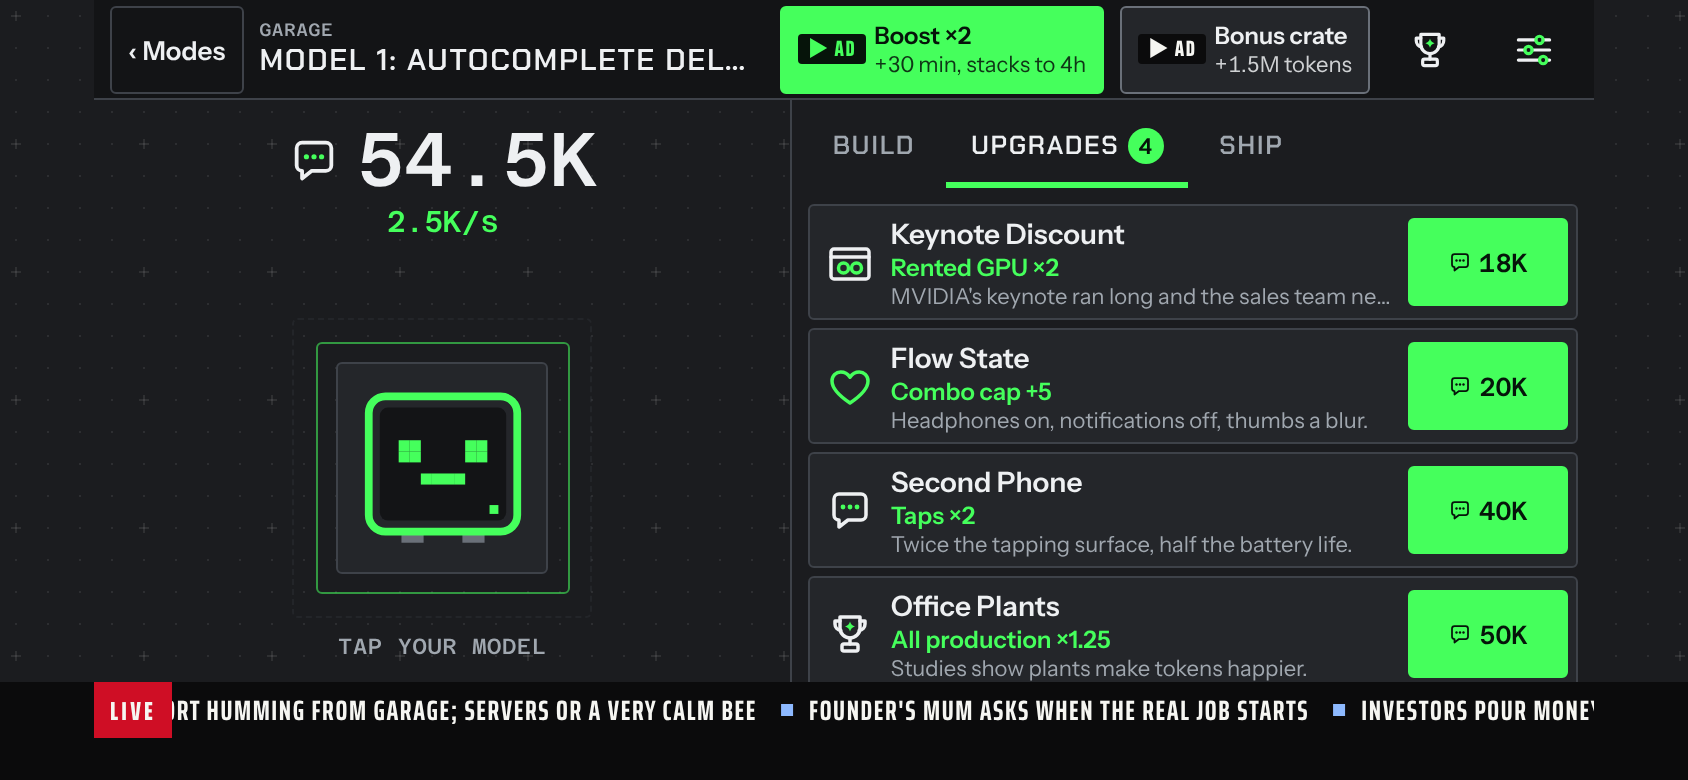 ‹ Modes
GARAGE
MODEL 1: AUTOCOMPLETE DEL...
AD
Boost ×2
+30 min, stacks to 4h
AD
Bonus crate
+1.5M tokens
54.5K
2.5K/s
TAP YOUR MODEL
BUILD
UPGRADES 4
SHIP
Keynote Discount
Rented GPU ×2
MVIDIA's keynote ran long and the sales team ne...
18K
Flow State
Combo cap +5
Headphones on, notifications off, thumbs a blur.
20K
Second Phone
Taps ×2
Twice the tapping surface, half the battery life.
40K
Office Plants
All production ×1.25
Studies show plants make tokens happier.
50K
LIVE
HUMMING FROM GARAGE; SERVERS OR A VERY CALM BEE ■ FOUNDER'S MUM ASKS WHEN THE REAL JOB STARTS ■ INVESTORS POUR MONEY